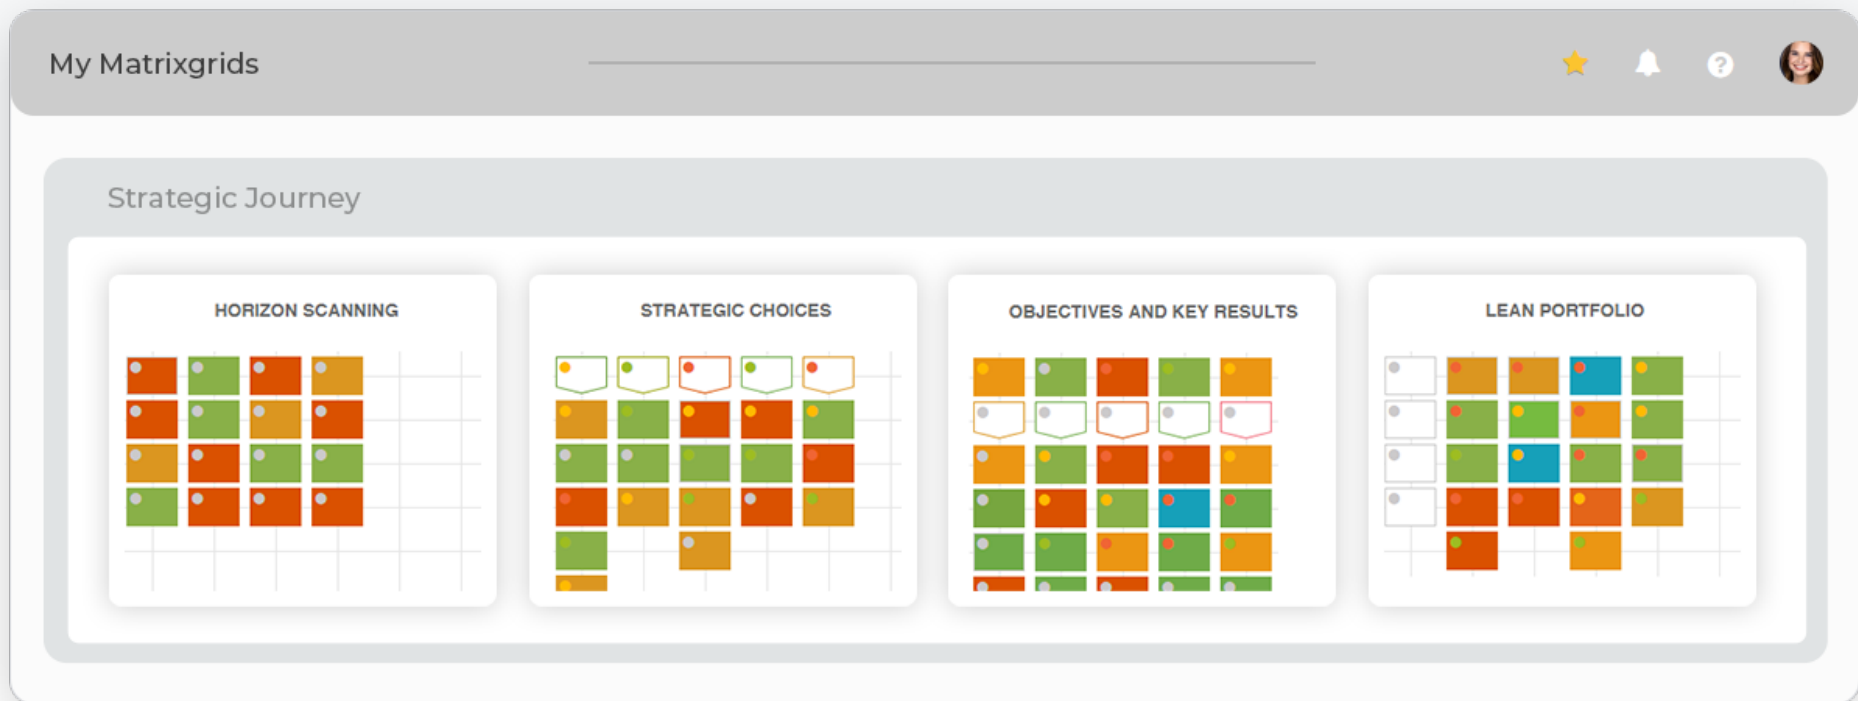 My Matrixgrids
?
Strategic Journey
HORIZON SCANNING
STRATEGIC CHOICES
OBJECTIVES AND KEY RESULTS
LEAN PORTFOLIO